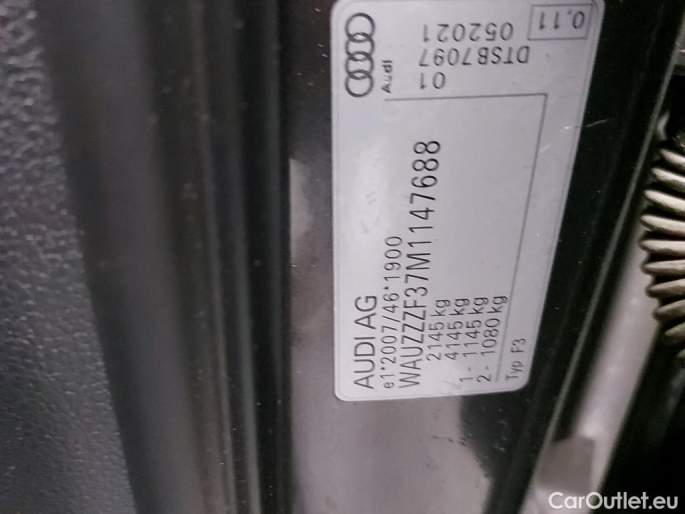 AUDI AG
e1*2007/46*1900
WAUZZZF37M1147688
2145 kg
4145 kg
1 - 1145 kg
2 - 1080 kg
Typ F3
01
DTSB7097
052021
0,11
Audi
CarOutlet.eu